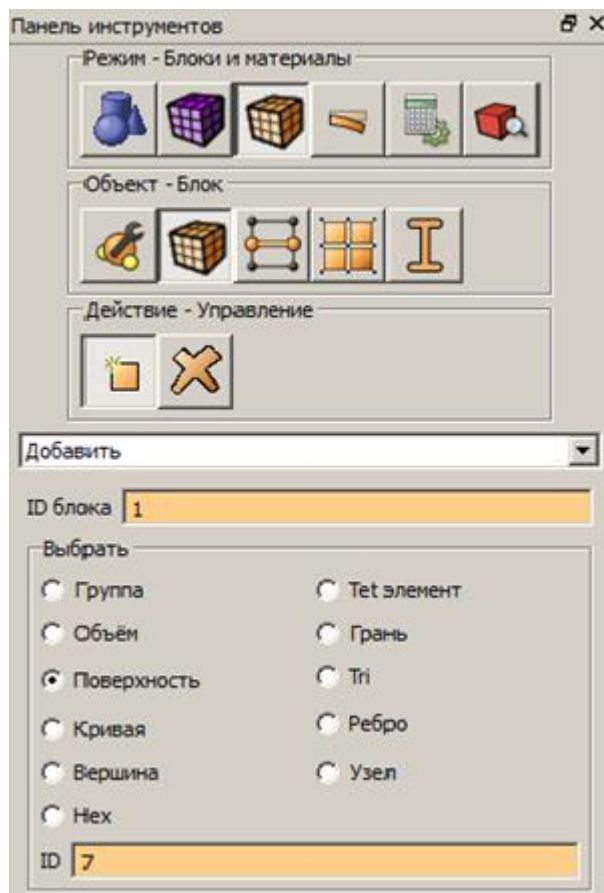 Панель инструментов
Режим - Блоки и материалы
Объект - Блок
Действие - Управление
Добавить
ID блока 1
Выбрать
Группа Tet элемент
Объём Грань
Поверхность Tri
Кривая Ребро
Вершина Узел
Hex
ID 7